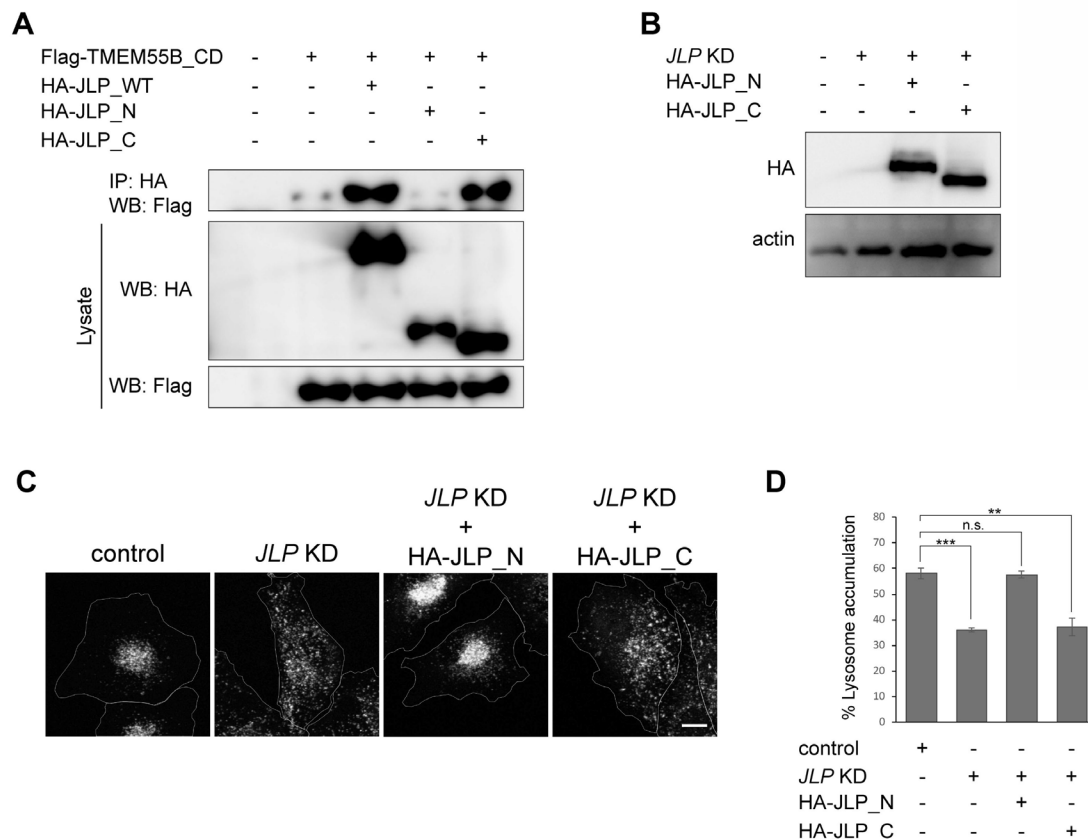 A
Flag-TMEM55B_CD - + + + +
HA-JLP_WT - - + - -
HA-JLP_N - - - + -
HA-JLP_C - - - - +
IP: HA
WB: Flag
Lysate
WB: HA
WB: Flag
B
JLP KD - + + +
HA-JLP_N - - + -
HA-JLP_C - - - +
HA
actin
C
control
JLP KD
JLP KD
+
HA-JLP_N
JLP KD
+
HA-JLP_C
D
% Lysosome accumulation
80
70
60
50
40
30
20
10
0
**
n.s.
***
control + - - -
JLP KD - + + +
HA-JLP_N - - + -
HA-JLP_C - - - +